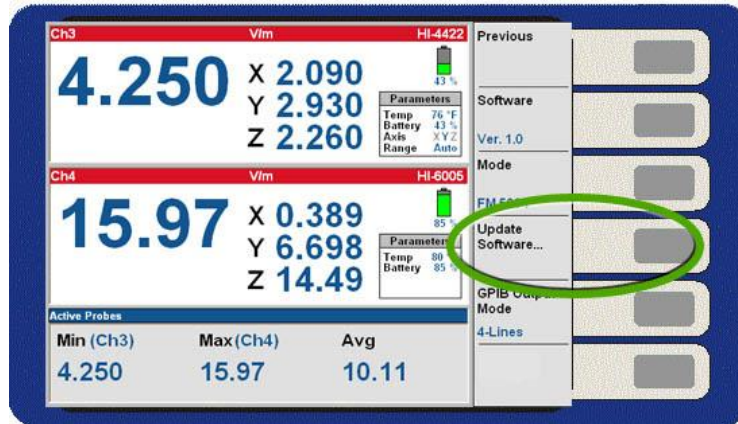 Ch3 V/m HI-4422
4.250
X 2.090
Y 2.930
Z 2.260
43 %
Parameters
Temp 76 °F
Battery 43 %
Axis XYZ
Range Auto
Ch4 V/m HI-6005
15.97
X 0.389
Y 6.698
Z 14.49
85 %
Parameters
Temp 80
Battery 85 %
Active Probes
Min (Ch3) Max(Ch4) Avg
4.250 15.97 10.11
Previous
Software
Ver. 1.0
Mode
Update
Software...
GPIB Output
Mode
4-Lines